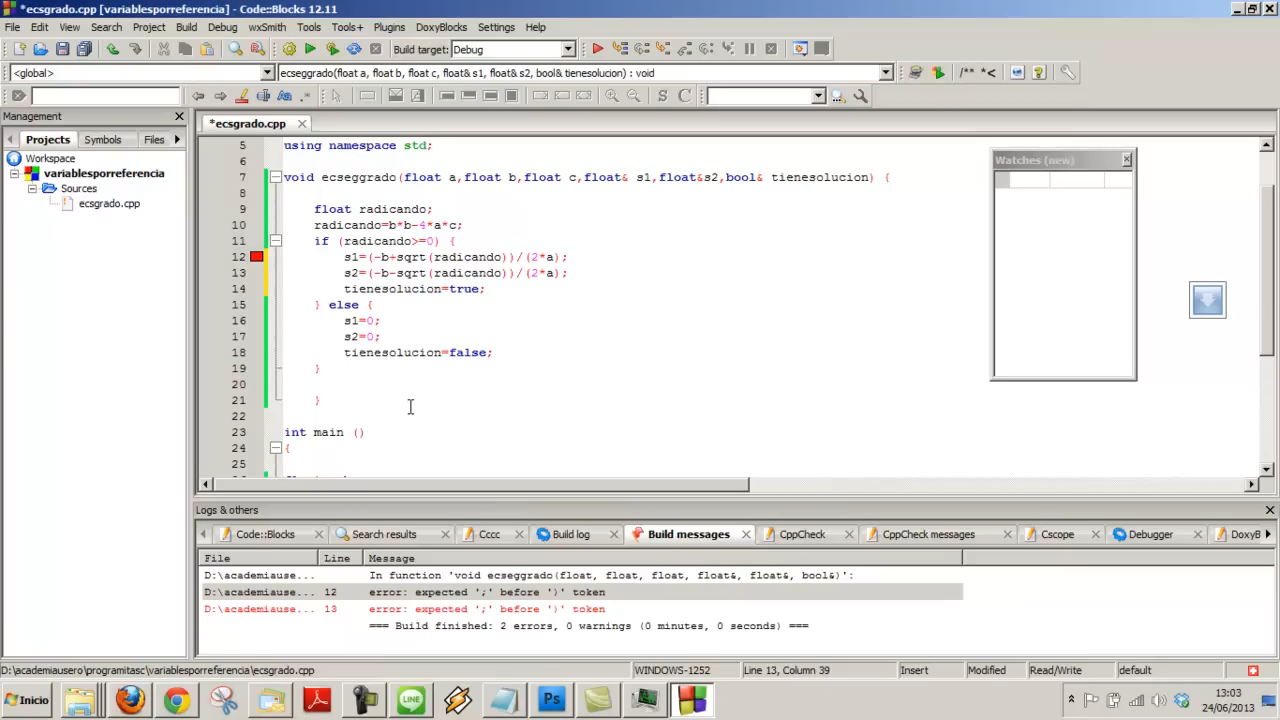 *ecsgrado.cpp [variablesporreferencia] - Code::Blocks 12.11
File Edit View Search Project Build Debug wxSmith Tools Tools+ Plugins DoxyBlocks Settings Help
Build target: Debug
<global> ecseggrado(float a, float b, float c, float& s1, float& s2, bool& tienesolucion) : void
/** *<
Aa .* S C
Management
*ecsgrado.cpp
Projects Symbols Files
Workspace
variablesporreferencia
Sources
ecsgrado.cpp
5 using namespace std;
6
7 void ecseggrado(float a,float b,float c,float& s1,float&s2,bool& tienesolucion) {
8
9 float radicando;
10 radicando=b*b-4*a*c;
11 if (radicando>=0) {
12 s1=(-b+sqrt(radicando))/(2*a);
13 s2=(-b-sqrt(radicando))/(2*a);
14 tienesolucion=true;
15 } else {
16 s1=0;
17 s2=0;
18 tienesolucion=false;
19 }
20
21 }
22
23 int main ()
24 {
25
Watches (new)
Logs & others
Code::Blocks Search results Cccc Build log Build messages CppCheck CppCheck messages Cscope Debugger DoxyB
File Line Message
D:\academiause... In function 'void ecseggrado(float, float, float, float&, float&, bool&)':
D:\academiause... 12 error: expected ';' before ')' token
D:\academiause... 13 error: expected ';' before ')' token
=== Build finished: 2 errors, 0 warnings (0 minutes, 0 seconds) ===
D:\academiausero\programitasc\variablesporreferencia\ecsgrado.cpp WINDOWS-1252 Line 13, Column 39 Insert Modified Read/Write default
Inicio
LINE
Ps
13:03
24/06/2013